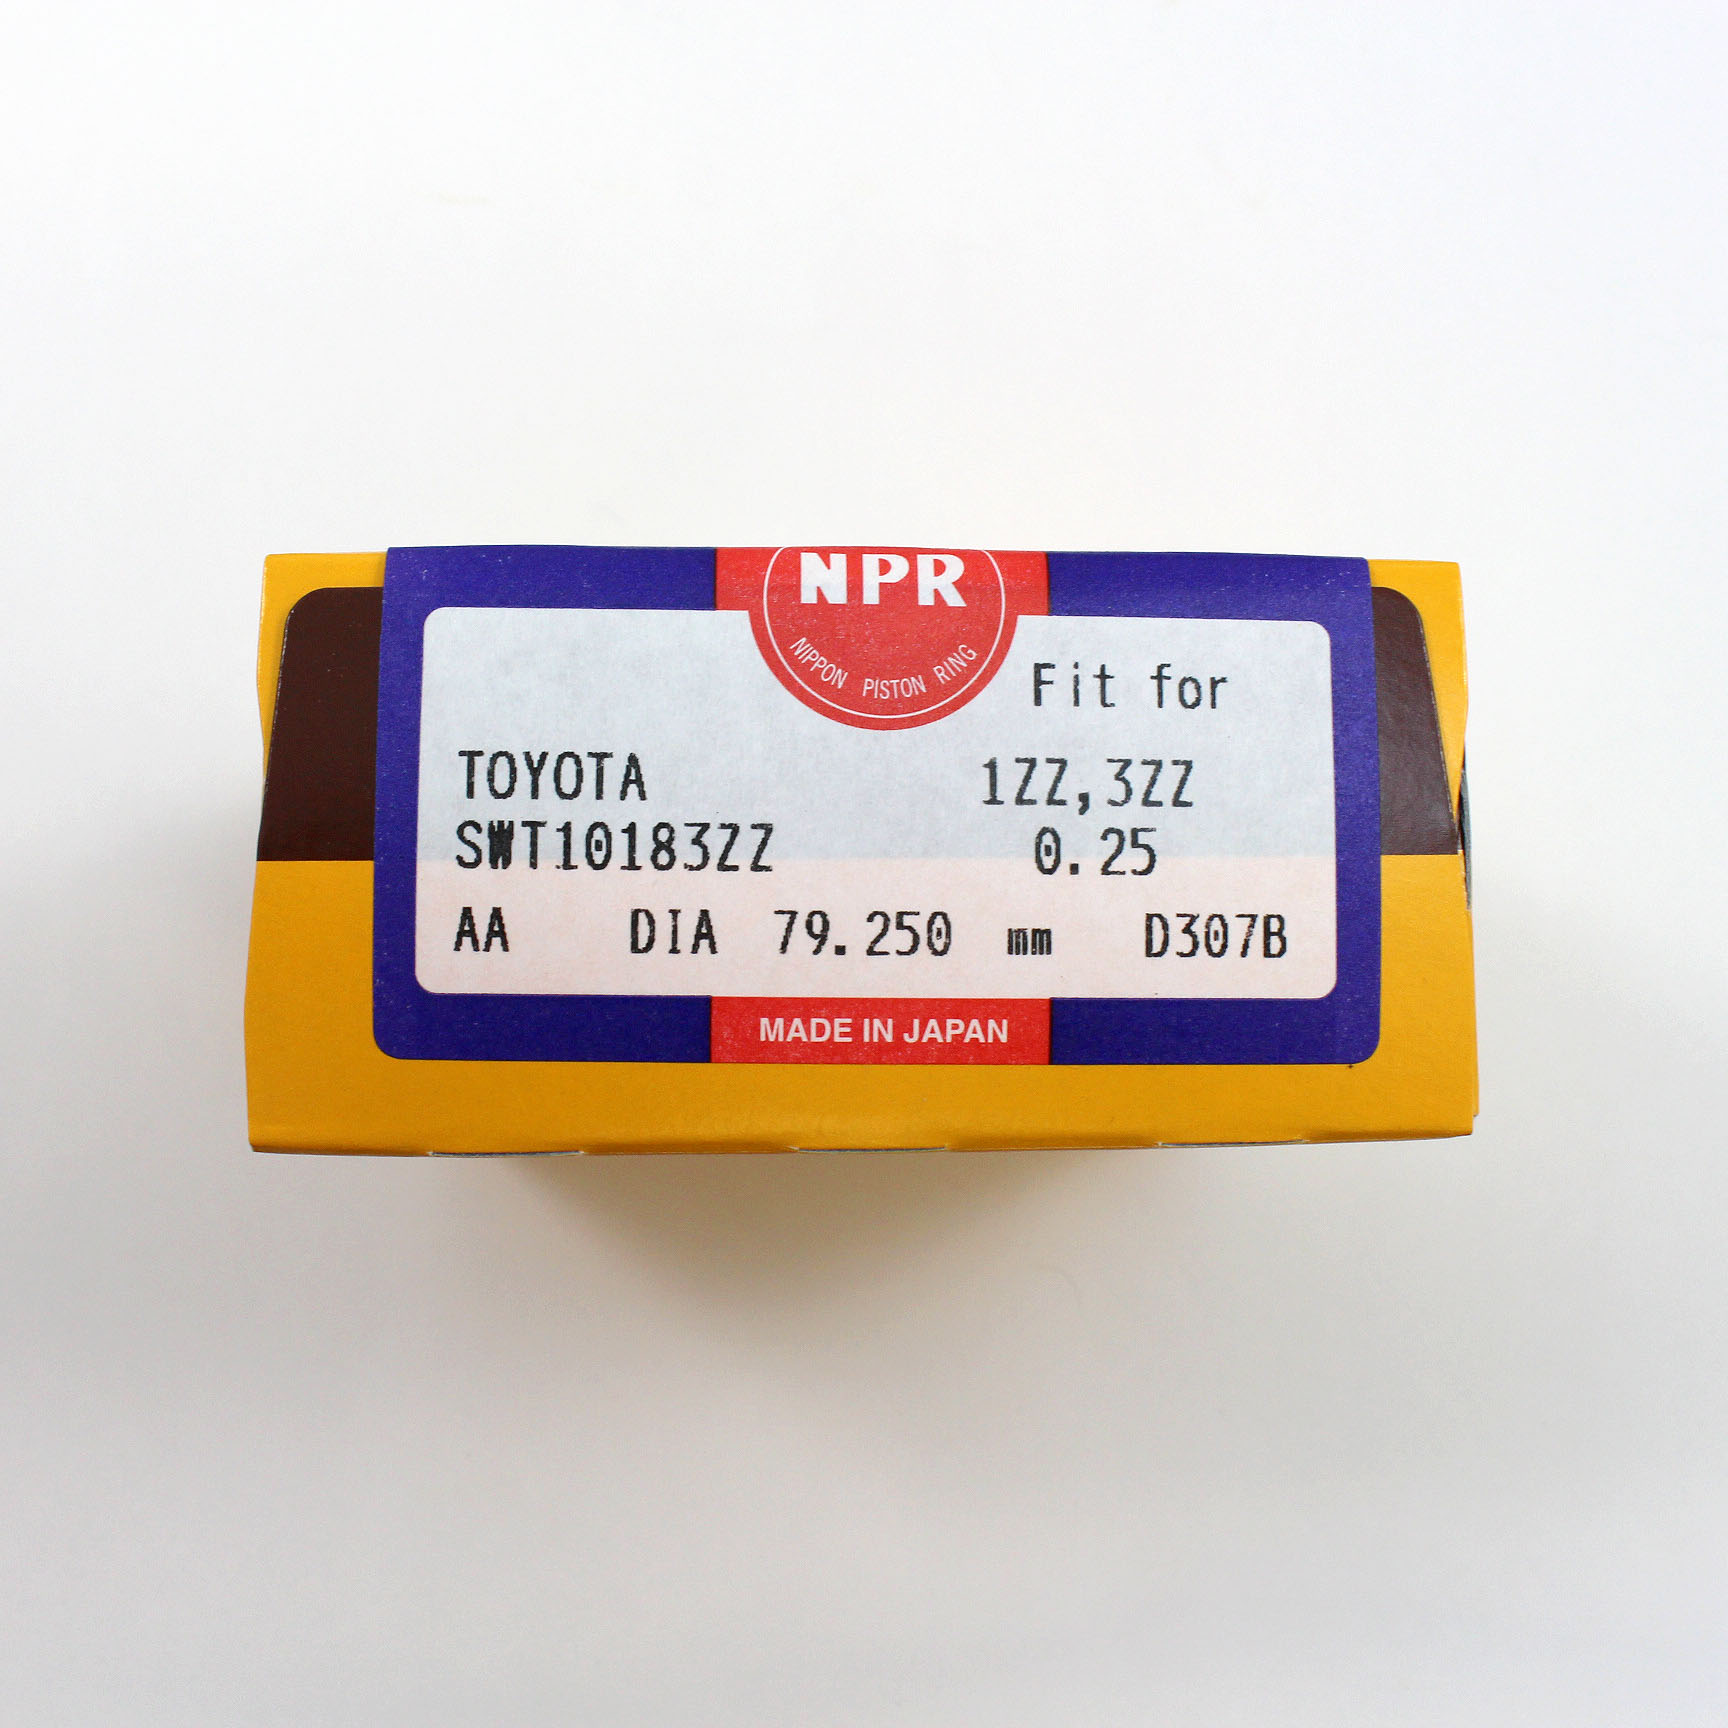 NPR
NIPPON PISTON RING
Fit for
TOYOTA 1ZZ,3ZZ
SWT10183ZZ 0.25
AA DIA 79.250 mm D307B
MADE IN JAPAN